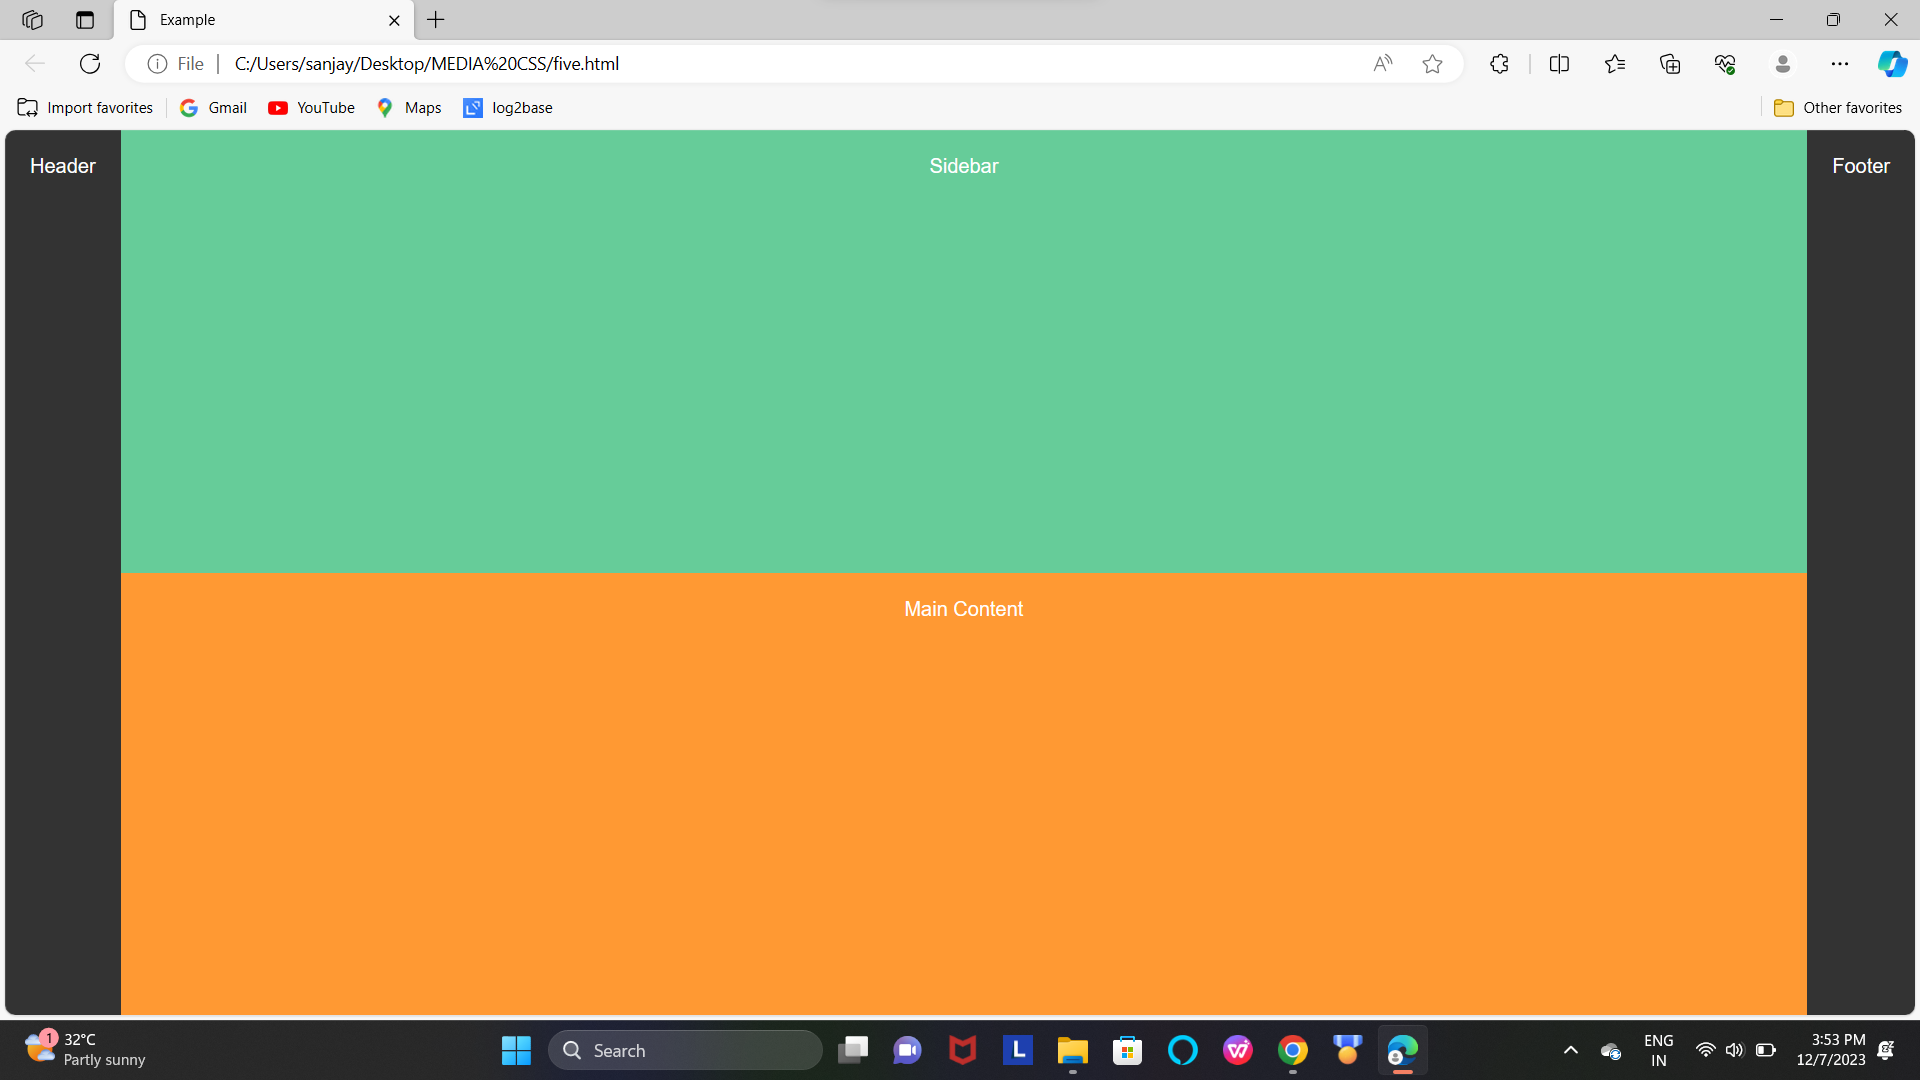 Example
File
C:/Users/sanjay/Desktop/MEDIA%20CSS/five.html
Import favorites
Gmail
YouTube
Maps
log2base
Other favorites
Header
Sidebar
Footer
Main Content
1
32°C
Partly sunny
Search
L
ENG
IN
3:53 PM
12/7/2023